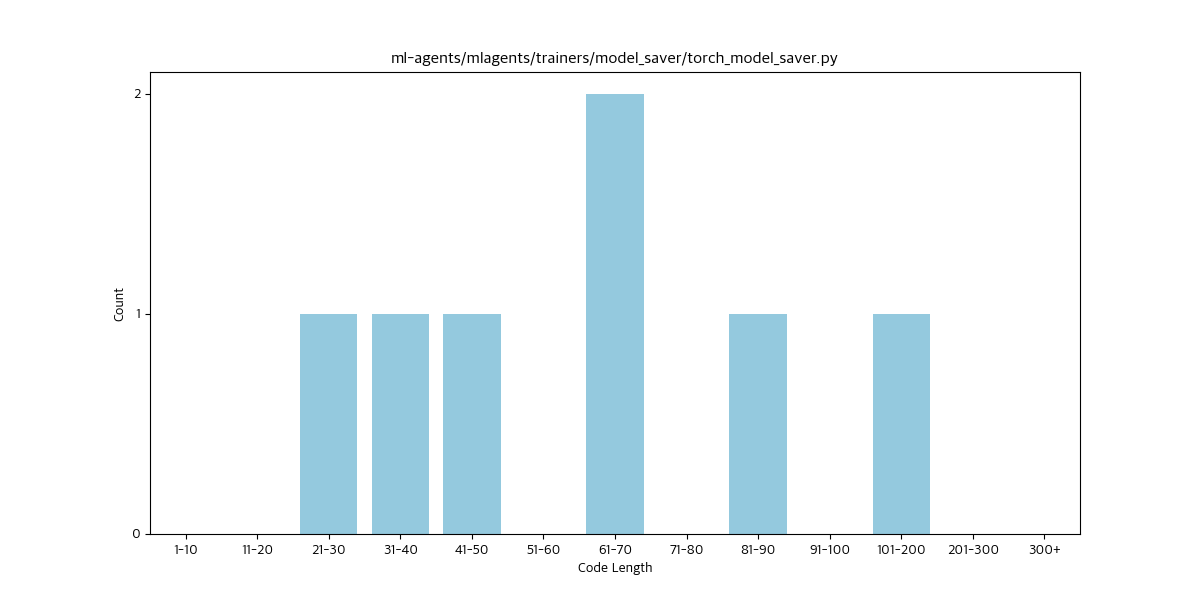 ml-agents/mlagents/trainers/model_saver/torch_model_saver.py
2
1
0
Count
1-10 11-20 21-30 31-40 41-50 51-60 61-70 71-80 81-90 91-100 101-200 201-300 300+
Code Length